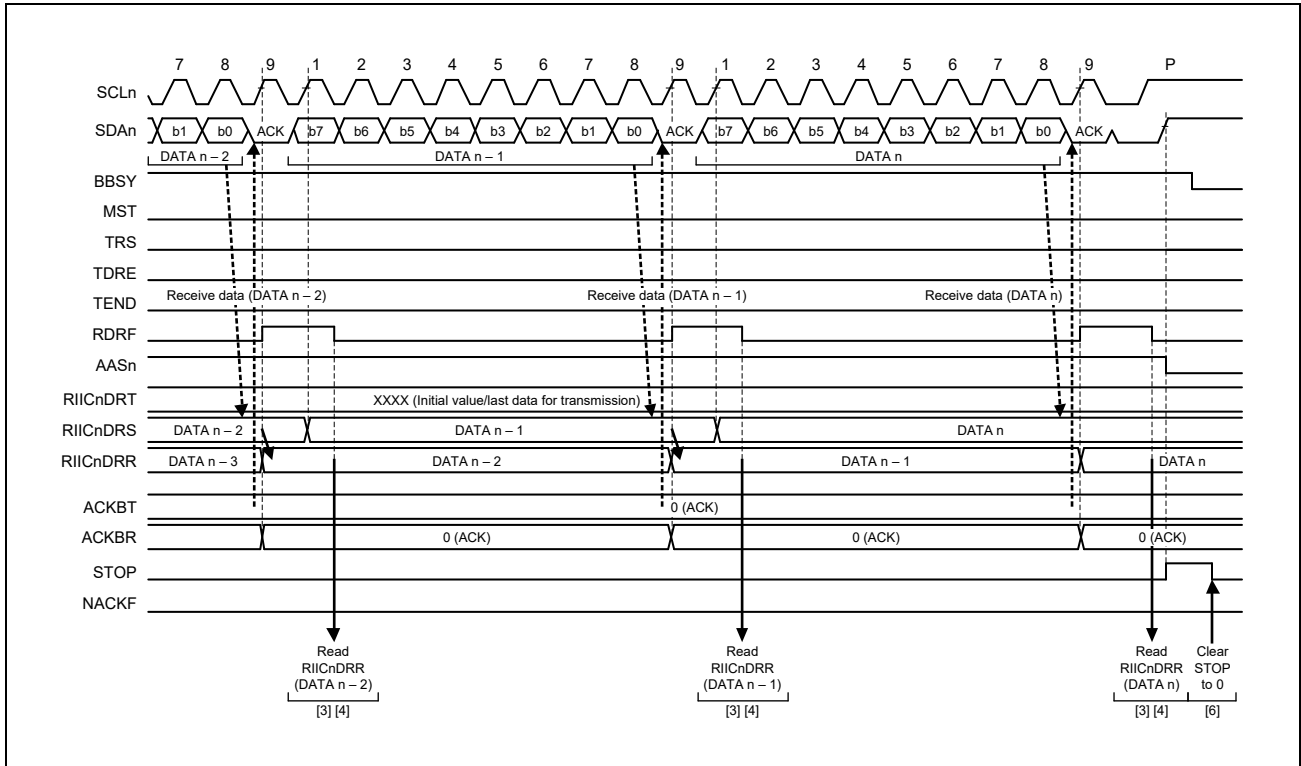 7 8 9 1 2 3 4 5 6 7 8 9 1 2 3 4 5 6 7 8 9 P
SCLn
SDAn b1 b0 ACK b7 b6 b5 b4 b3 b2 b1 b0 ACK b7 b6 b5 b4 b3 b2 b1 b0 ACK
DATA n – 2 DATA n – 1 DATA n
BBSY
MST
TRS
TDRE
Receive data (DATA n – 2) Receive data (DATA n – 1) Receive data (DATA n)
TEND
RDRF
AASn
RIICnDRT XXXX (Initial value/last data for transmission)
RIICnDRS DATA n – 2 DATA n – 1 DATA n
RIICnDRR DATA n – 3 DATA n – 2 DATA n – 1 DATA n
ACKBT 0 (ACK)
ACKBR 0 (ACK) 0 (ACK) 0 (ACK)
STOP
NACKF
Read Read Read Clear
RIICnDRR RIICnDRR RIICnDRR STOP
(DATA n – 2) (DATA n – 1) (DATA n) to 0
[3] [4] [3] [4] [3] [4] [6]